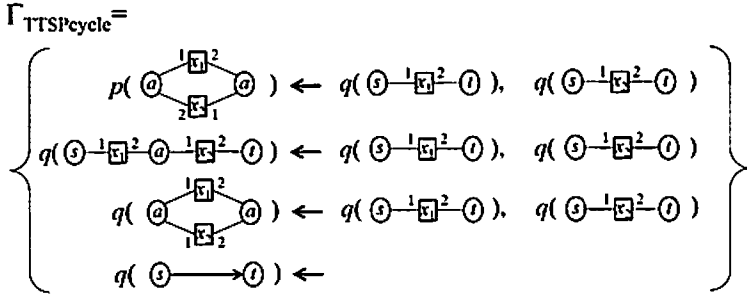 Γ_TTSPcycle =
p( a 1 x₁ 2 a 2 x₂ 1 ) ← q( s 1 x₁ 2 t ), q( s 1 x₂ 2 t )
q( s 1 x₁ 2 a 1 x₂ 2 t ) ← q( s 1 x₁ 2 t ), q( s 1 x₂ 2 t )
q( a 1 x₁ 2 a 1 x₂ 2 ) ← q( s 1 x₁ 2 t ), q( s 1 x₂ 2 t )
q( s → t ) ←